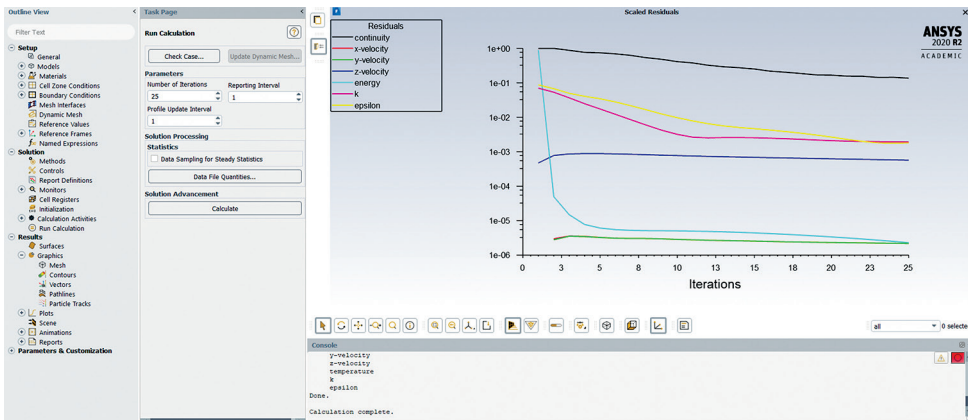 Outline View
Filter Text
Setup
General
Models
Materials
Cell Zone Conditions
Boundary Conditions
Mesh Interfaces
Dynamic Mesh
Reference Values
Reference Frames
Named Expressions
Solution
Methods
Controls
Report Definitions
Monitors
Cell Registers
Initialization
Calculation Activities
Run Calculation
Results
Surfaces
Graphics
Mesh
Contours
Vectors
Pathlines
Particle Tracks
Plots
Scene
Animations
Reports
Parameters & Customization
Task Page
Run Calculation
Check Case... Update Dynamic Mesh...
Parameters
Number of Iterations Reporting Interval
25 1
Profile Update Interval
1
Solution Processing
Statistics
Data Sampling for Steady Statistics
Data File Quantities...
Solution Advancement
Calculate
Scaled Residuals
Residuals
continuity
x-velocity
y-velocity
z-velocity
energy
k
epsilon
ANSYS
2020 R2
ACADEMIC
1e+00
1e-01
1e-02
1e-03
1e-04
1e-05
1e-06
0 3 5 8 10 13 15 18 20 23 25
Iterations
all 0 selecte
Console
y-velocity
z-velocity
temperature
k
epsilon
Done.
Calculation complete.